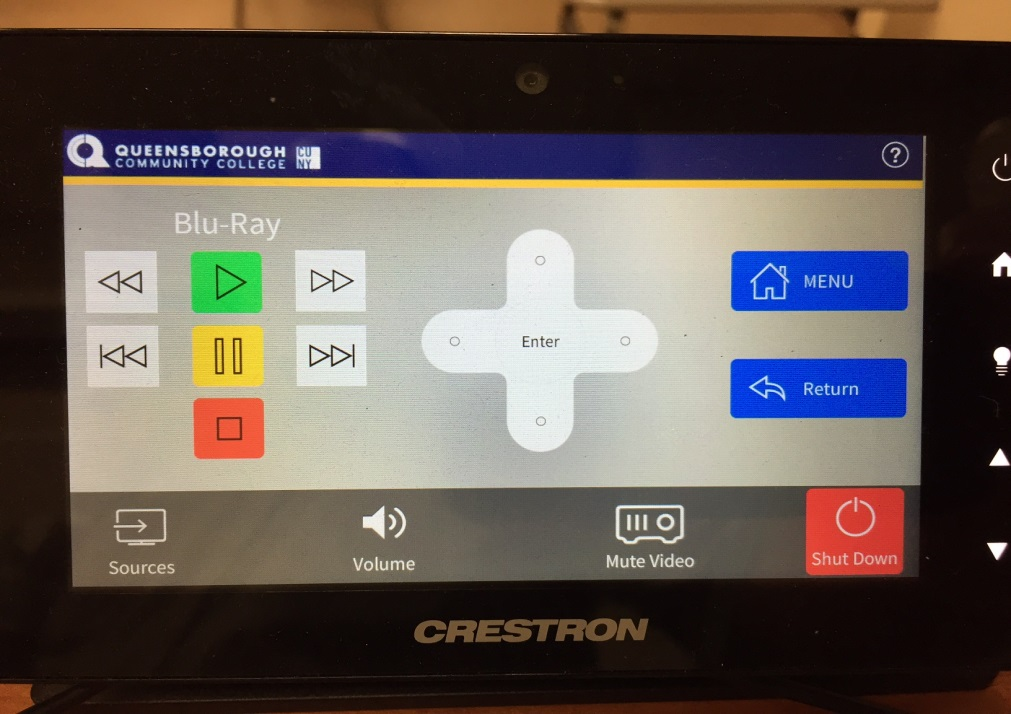 QUEENSBOROUGH
COMMUNITY COLLEGE
CU
NY
?
Blu-Ray
Enter
MENU
Return
Sources
Volume
Mute Video
Shut Down
CRESTRON